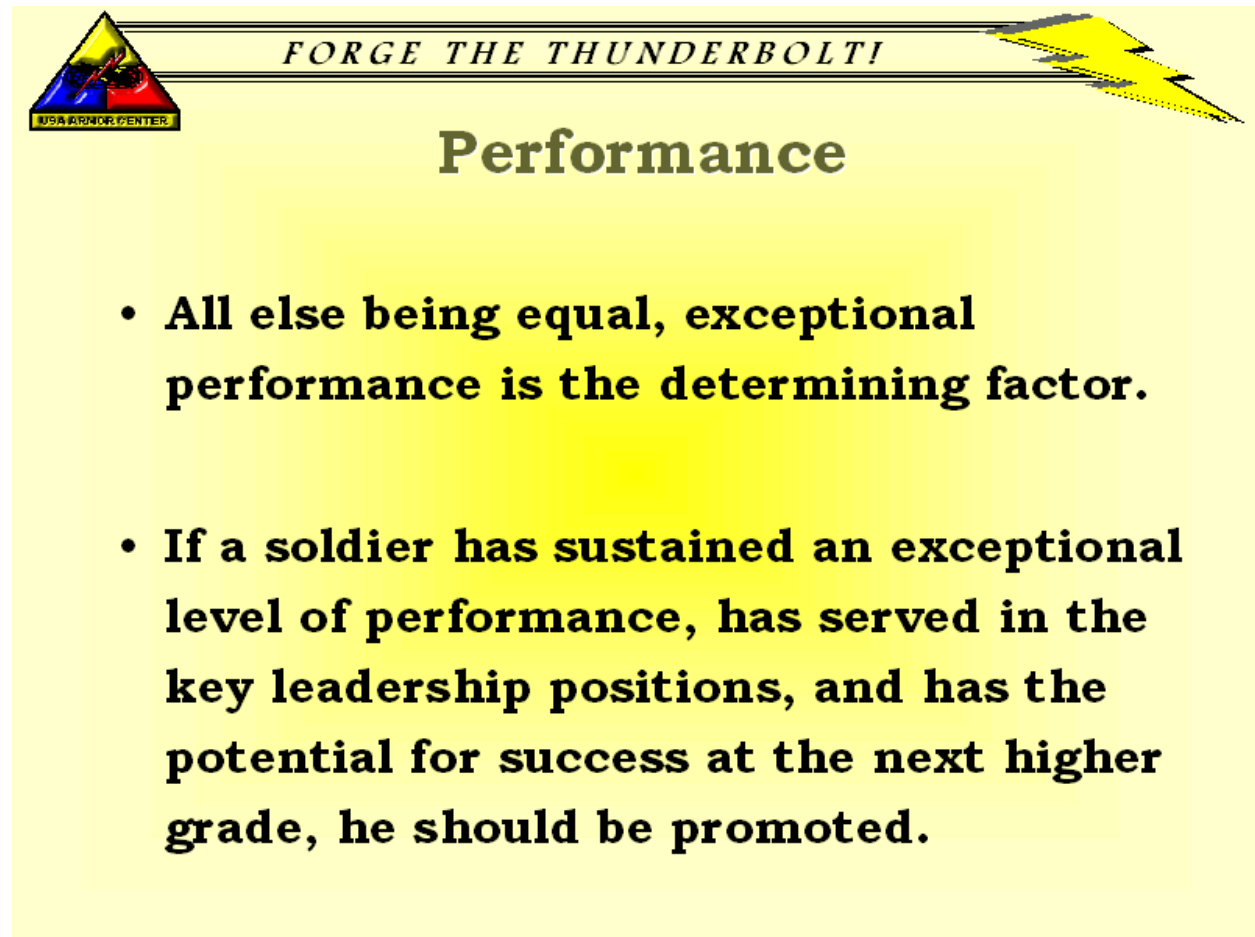 FORGE THE THUNDERBOLT!
USA ARMOR CENTER
Performance
• All else being equal, exceptional
performance is the determining factor.
• If a soldier has sustained an exceptional
level of performance, has served in the
key leadership positions, and has the
potential for success at the next higher
grade, he should be promoted.